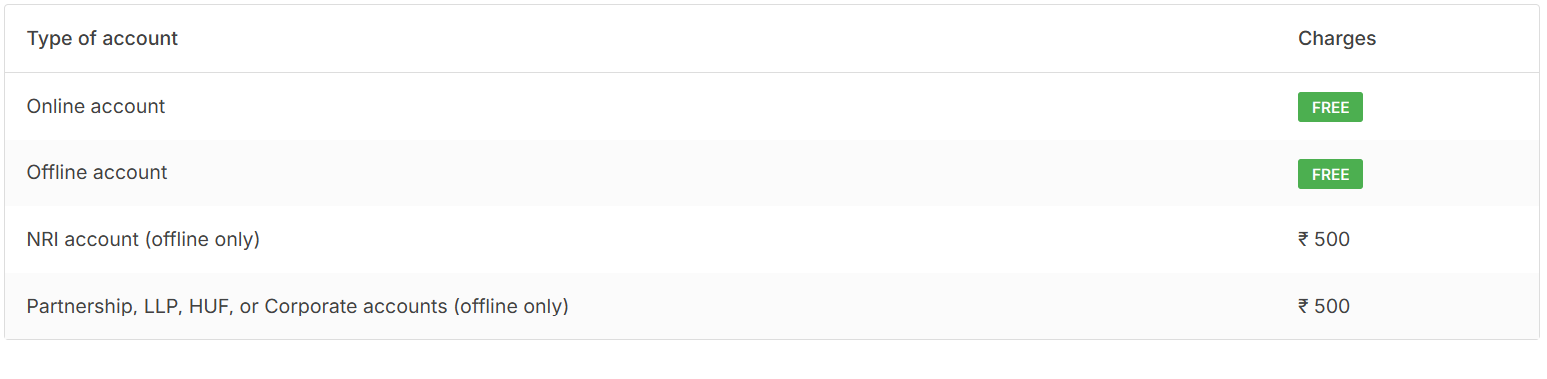 Type of account Charges
Online account FREE
Offline account FREE
NRI account (offline only) ₹ 500
Partnership, LLP, HUF, or Corporate accounts (offline only) ₹ 500